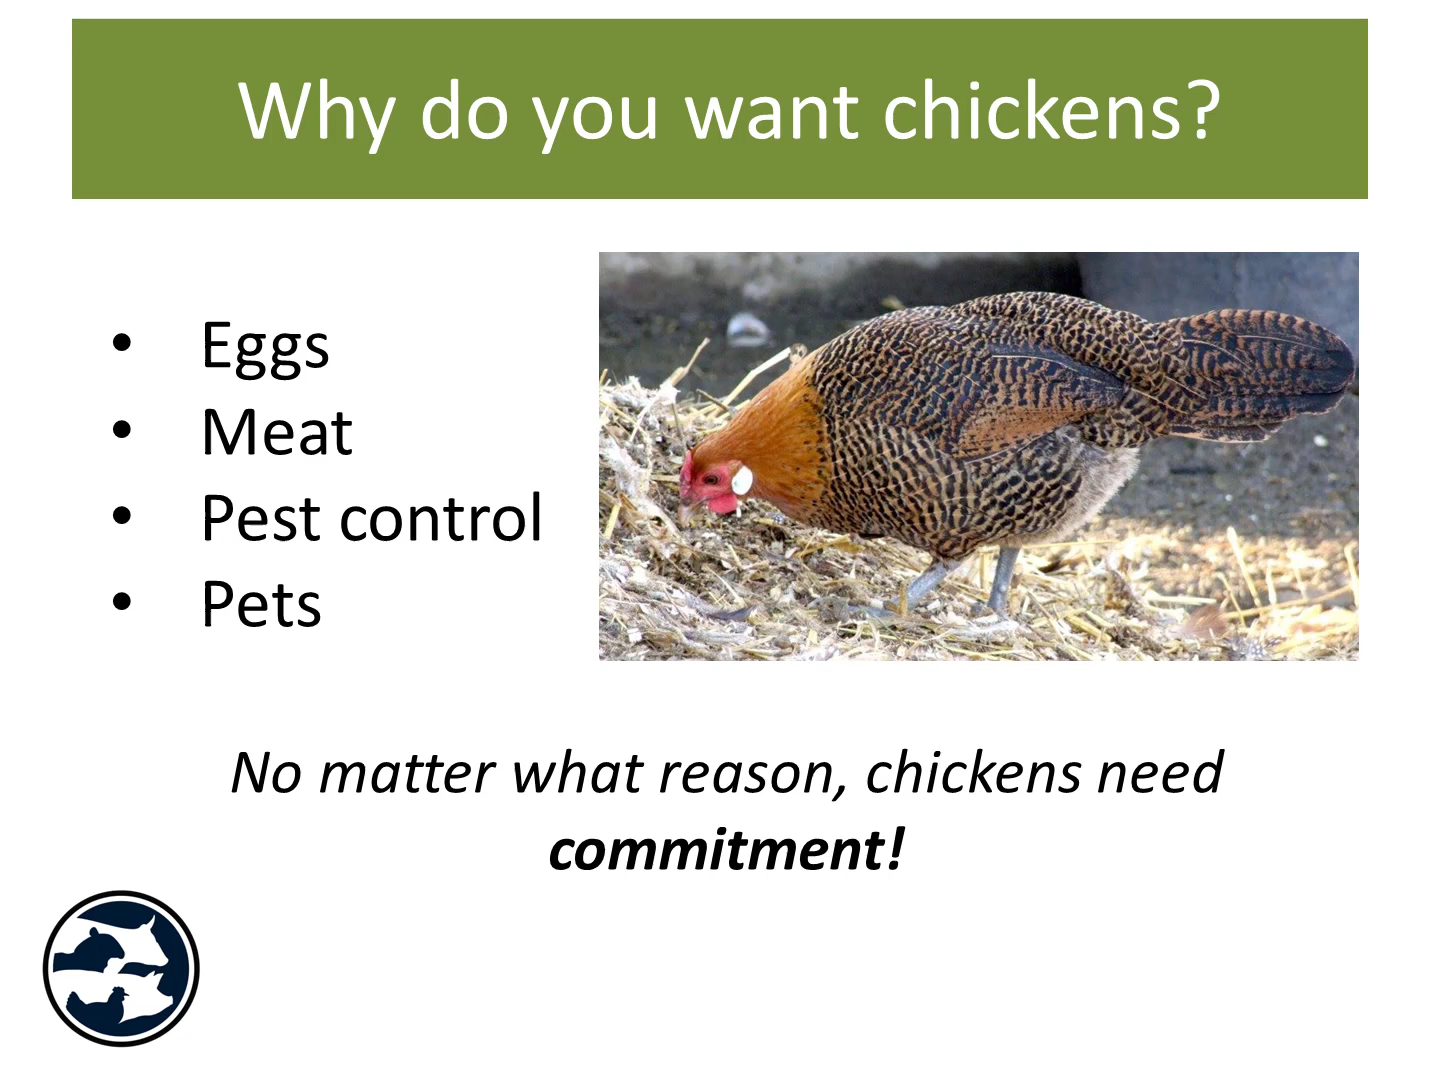 Why do you want chickens?
• Eggs
• Meat
• Pest control
• Pets
No matter what reason, chickens need
commitment!